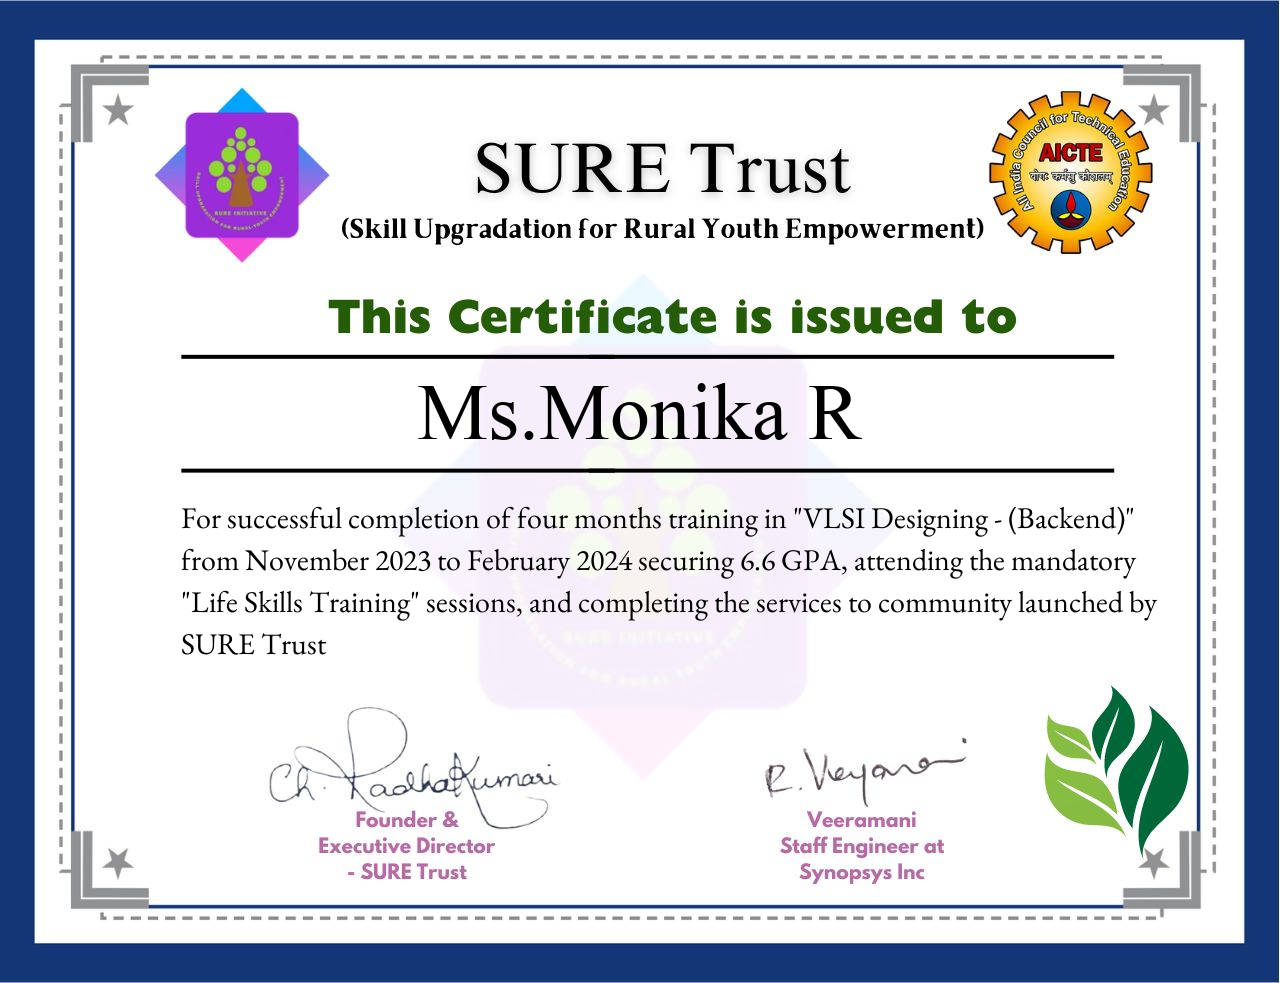 SURE Trust
(Skill Upgradation for Rural Youth Empowerment)
SKILL UPGRADATION FOR RURAL YOUTH EMPOWERMENT
SURE INITIATIVE
All India Council for Technical Education
AICTE
योगः कर्मसु कौशलम्
This Certificate is issued to
Ms.Monika R
For successful completion of four months training in "VLSI Designing - (Backend)"
from November 2023 to February 2024 securing 6.6 GPA, attending the mandatory
"Life Skills Training" sessions, and completing the services to community launched by
SURE Trust
SURE INITIATIVE
Ch. RadhaKumari
Founder &
Executive Director
- SURE Trust
Veeramani
Staff Engineer at
Synopsys Inc